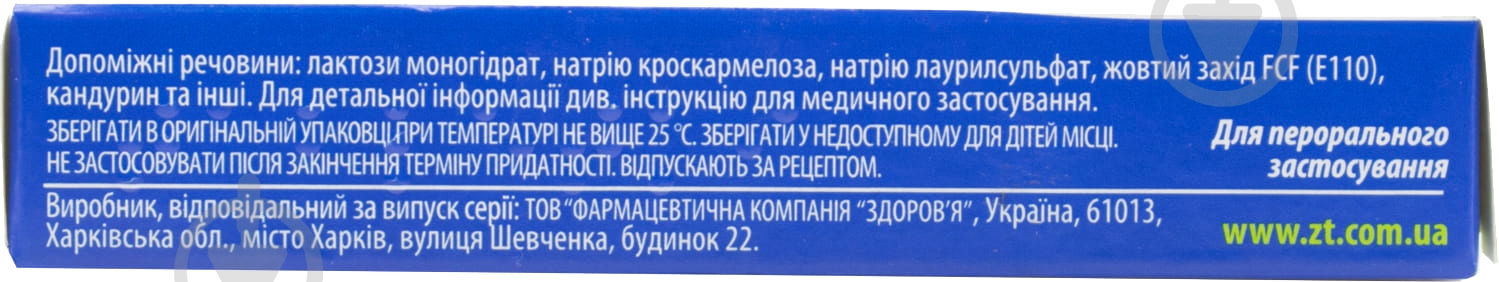 Допоміжні речовини: лактози моногідрат, натрію кроскармелоза, натрію лаурилсульфат, жовтий захід FCF (Е110),
кандурин та інші. Для детальної інформації див. інструкцію для медичного застосування.
ЗБЕРІГАТИ В ОРИГІНАЛЬНІЙ УПАКОВЦІ ПРИ ТЕМПЕРАТУРІ НЕ ВИЩЕ 25 °С. ЗБЕРІГАТИ У НЕДОСТУПНОМУ ДЛЯ ДІТЕЙ МІСЦІ.
НЕ ЗАСТОСОВУВАТИ ПІСЛЯ ЗАКІНЧЕННЯ ТЕРМІНУ ПРИДАТНОСТІ. ВІДПУСКАЮТЬ ЗА РЕЦЕПТОМ.
Для перорального
застосування
Виробник, відповідальний за випуск серії: ТОВ "ФАРМАЦЕВТИЧНА КОМПАНІЯ "ЗДОРОВ'Я", Україна, 61013,
Харківська обл., місто Харків, вулиця Шевченка, будинок 22.
www.zt.com.ua